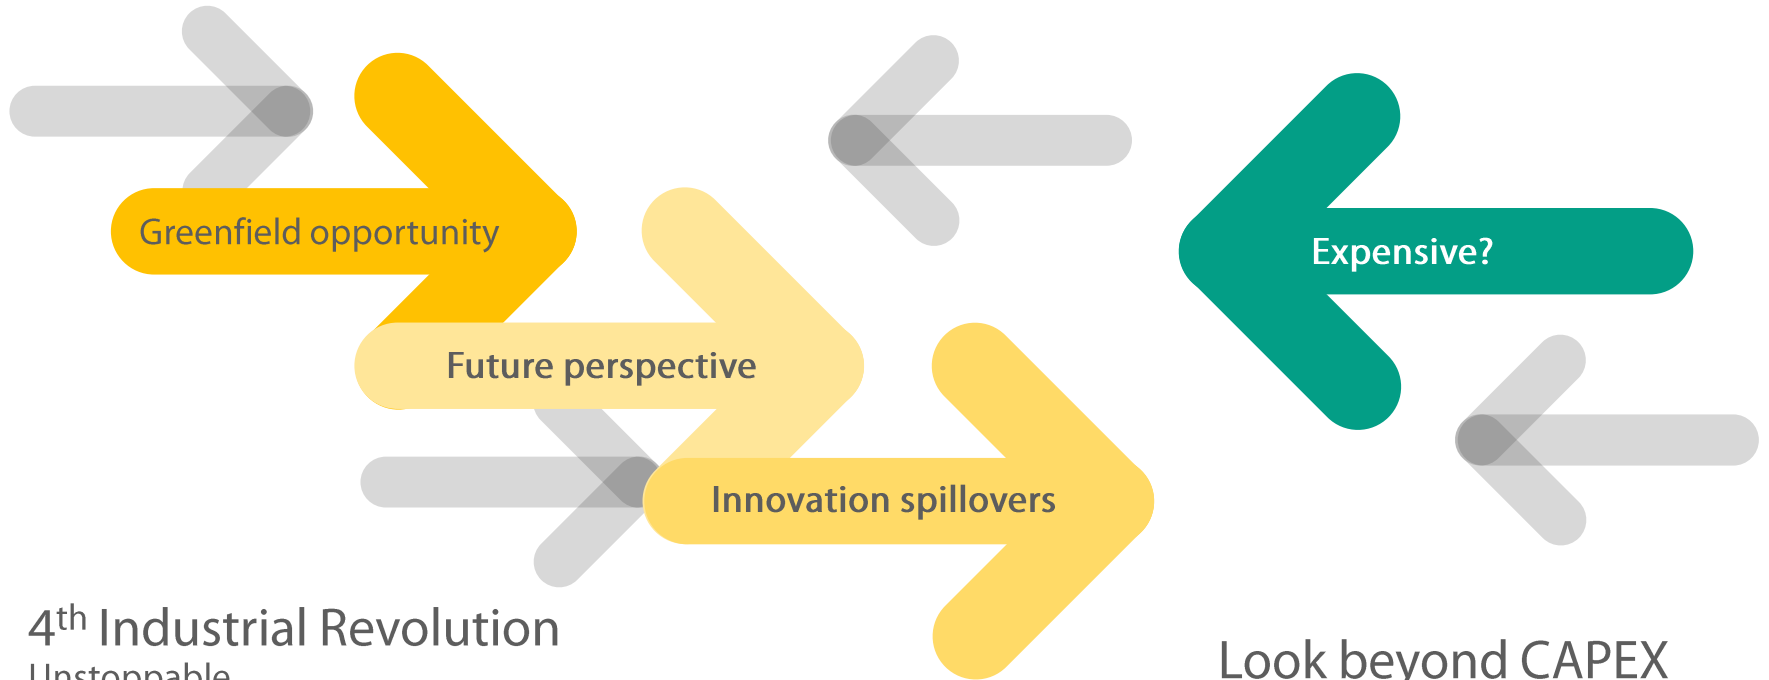 Greenfield opportunity
Expensive?
Future perspective
Innovation spillovers
4th Industrial Revolution
Unstoppable
Look beyond CAPEX